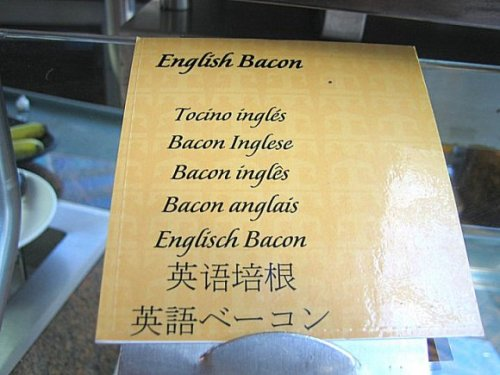 English Bacon
Tocino inglés
Bacon Inglese
Bacon inglês
Bacon anglais
Englisch Bacon
英语培根
英語ベーコン